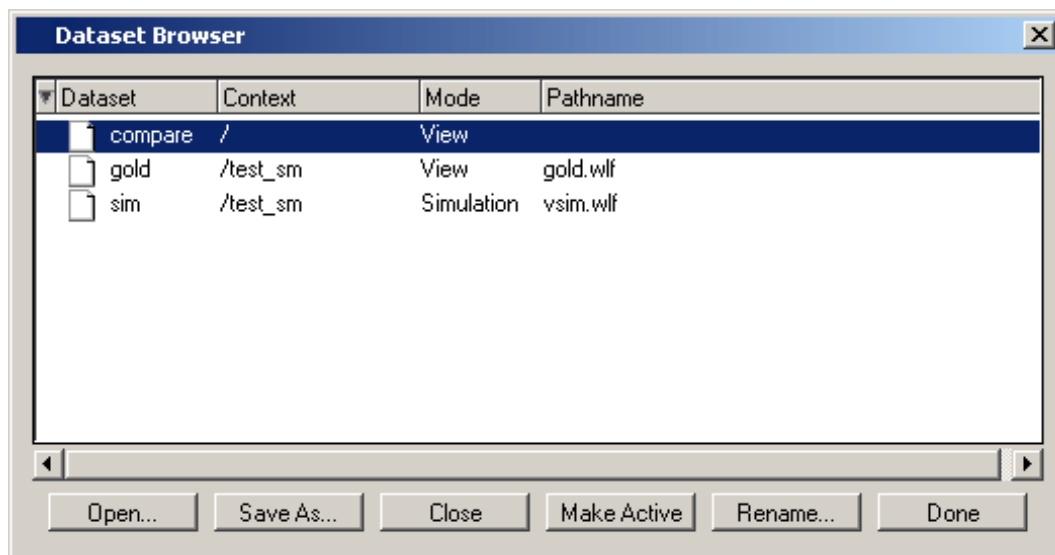 Dataset Browser
Dataset Context Mode Pathname
compare / View
gold /test_sm View gold.wlf
sim /test_sm Simulation vsim.wlf
Open... Save As... Close Make Active Rename... Done